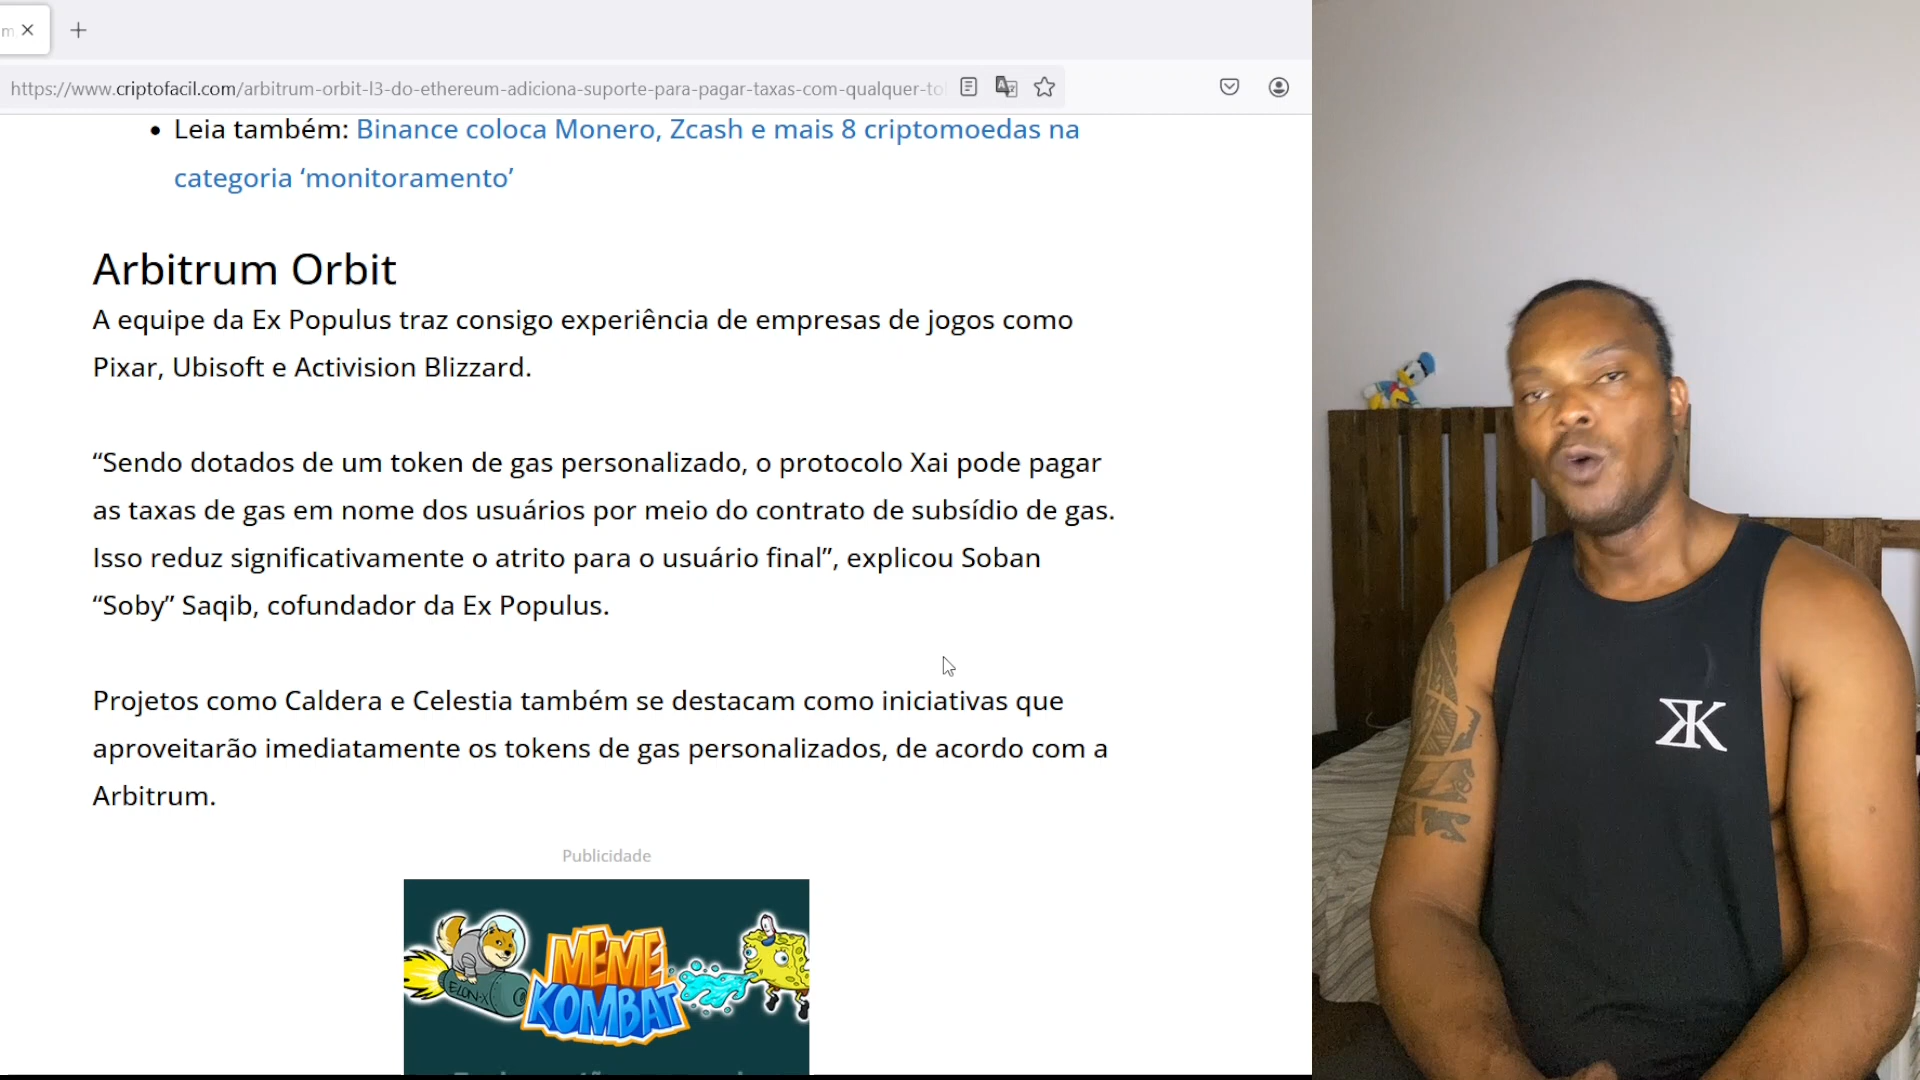 m
https://www.criptofacil.com/arbitrum-orbit-l3-do-ethereum-adiciona-suporte-para-pagar-taxas-com-qualquer-to
Leia também: Binance coloca Monero, Zcash e mais 8 criptomoedas na
categoria ‘monitoramento’
Arbitrum Orbit
A equipe da Ex Populus traz consigo experiência de empresas de jogos como
Pixar, Ubisoft e Activision Blizzard.
“Sendo dotados de um token de gas personalizado, o protocolo Xai pode pagar
as taxas de gas em nome dos usuários por meio do contrato de subsídio de gas.
Isso reduz significativamente o atrito para o usuário final”, explicou Soban
“Soby” Saqib, cofundador da Ex Populus.
Projetos como Caldera e Celestia também se destacam como iniciativas que
aproveitarão imediatamente os tokens de gas personalizados, de acordo com a
Arbitrum.
Publicidade
ELON-X
MEME
KOMBAT